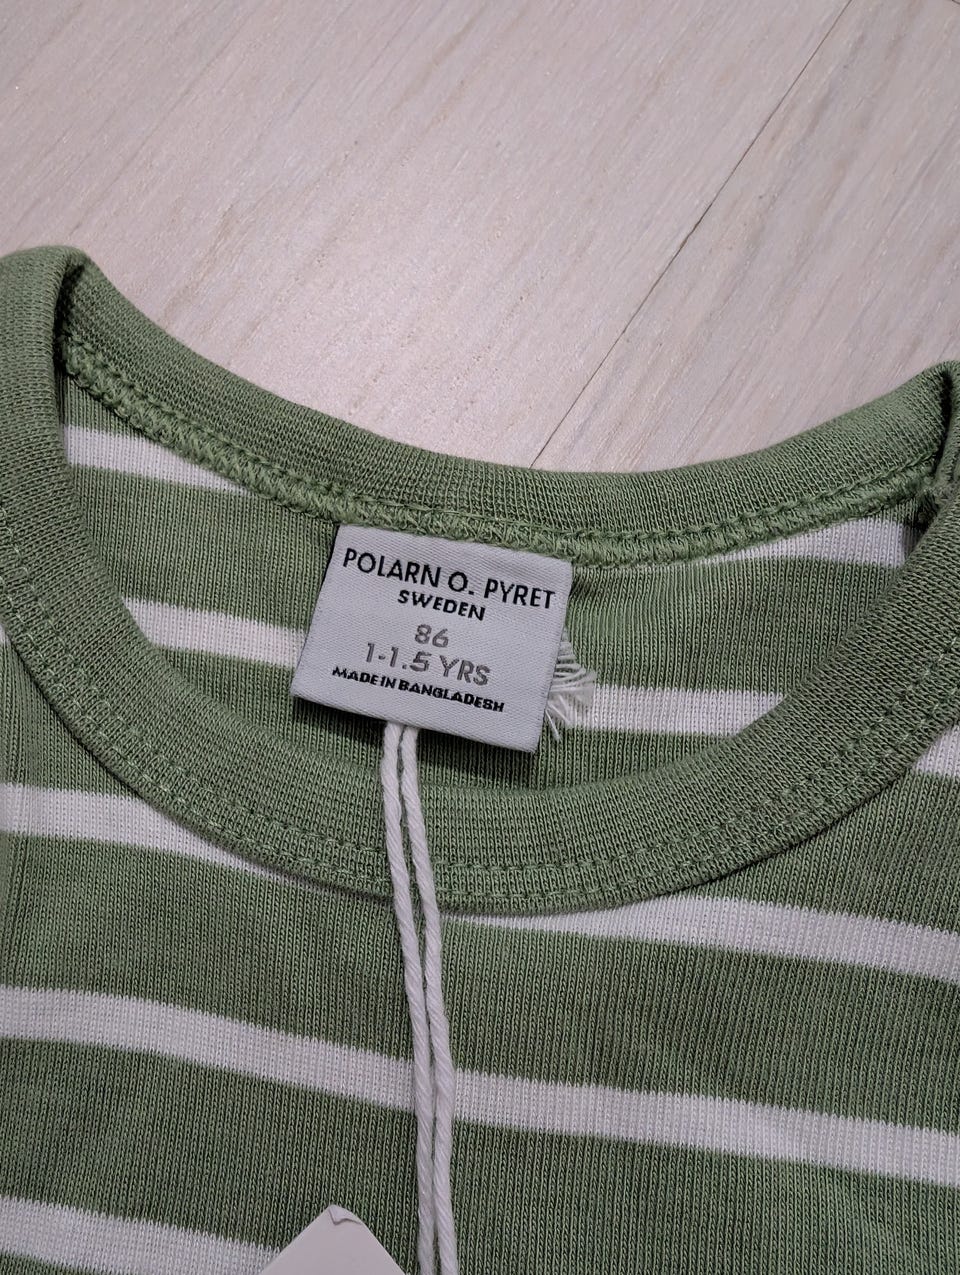 POLARN O. PYRET
SWEDEN
86
1-1.5 YRS
MADE IN BANGLADESH